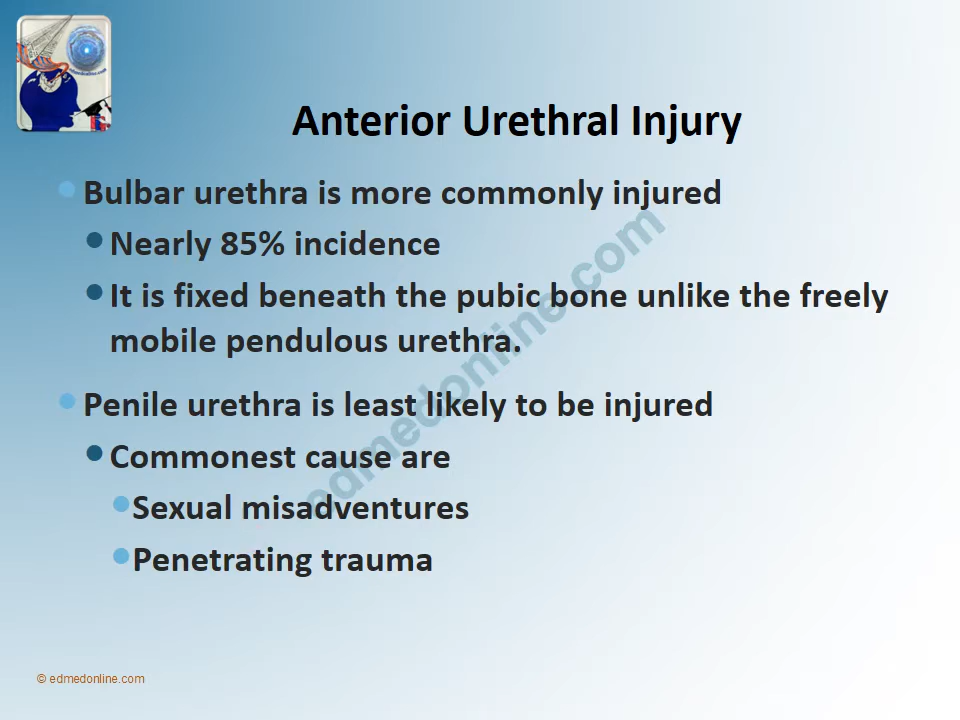 Anterior Urethral Injury
Bulbar urethra is more commonly injured
Nearly 85% incidence
It is fixed beneath the pubic bone unlike the freely
mobile pendulous urethra.
Penile urethra is least likely to be injured
Commonest cause are
Sexual misadventures
Penetrating trauma
edmedonline.com
© edmedonline.com